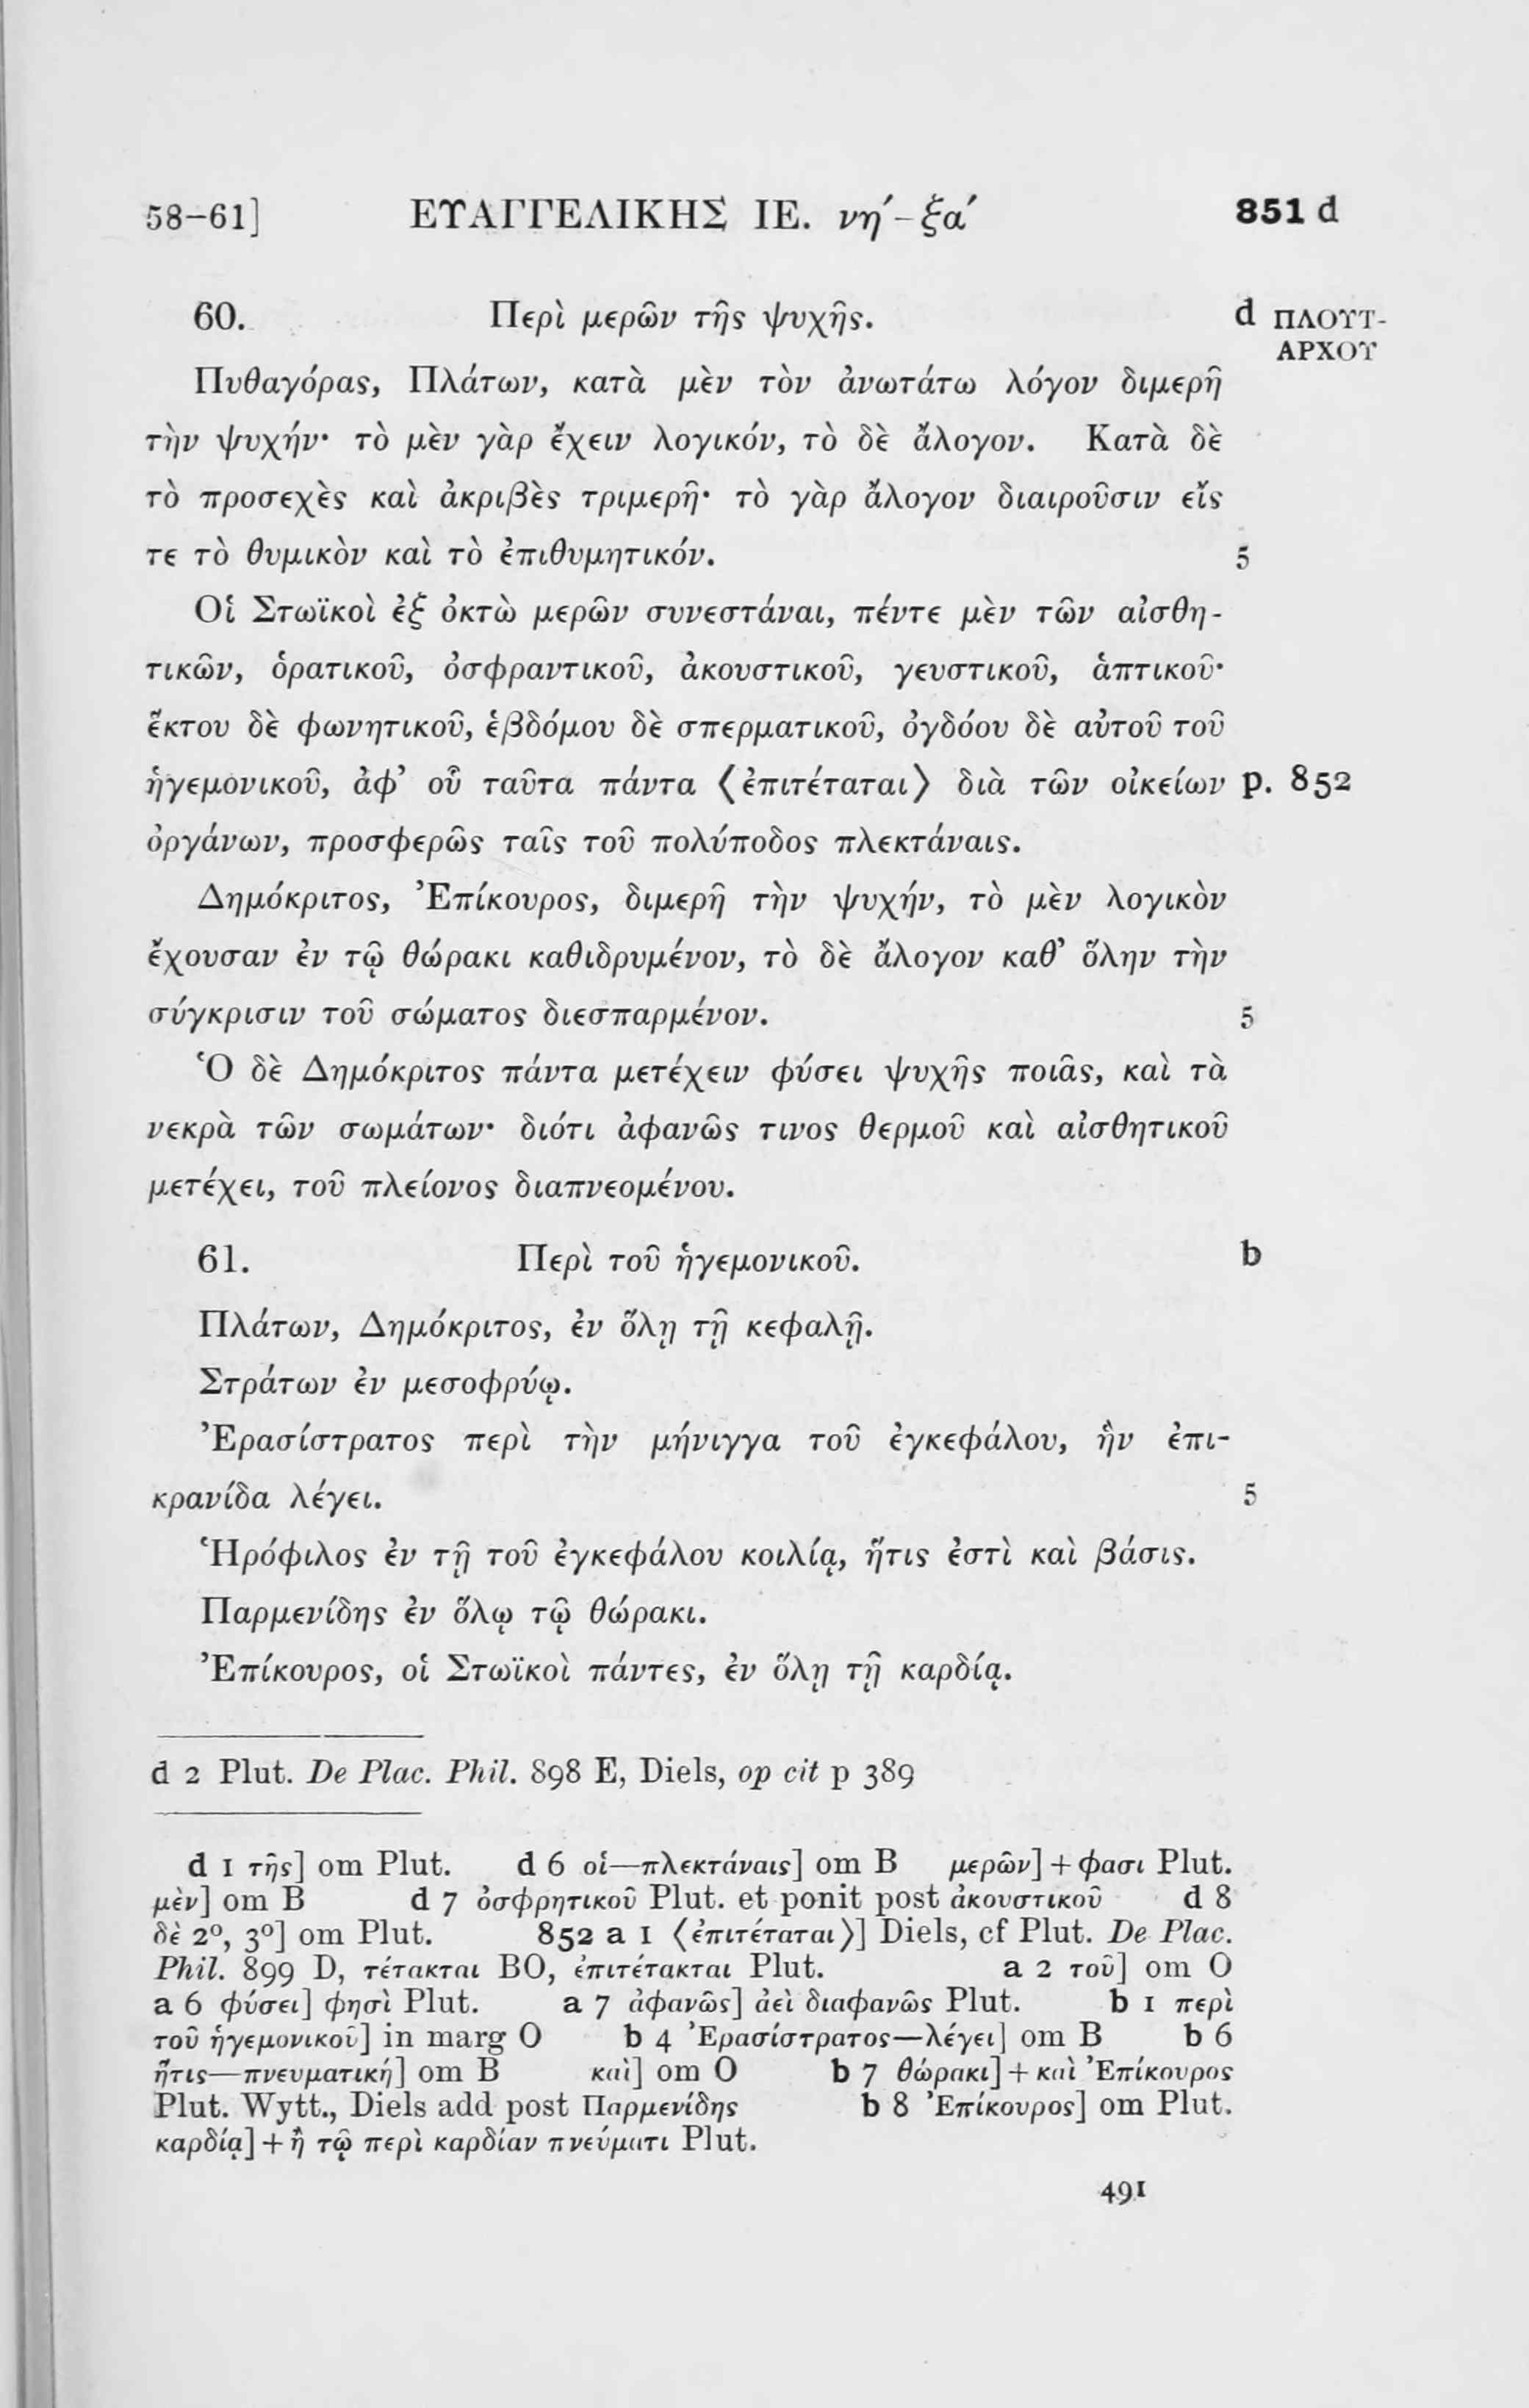 58–61] ΕΥΑΓΓΕΛΙΚΗΣ ΙΕ. νη´–ξα´ 851 d
60. Περὶ μερῶν τῆς ψυχῆς. d ΠΛΟΥΤ-
ΑΡΧΟΥ
Πυθαγόρας, Πλάτων, κατὰ μὲν τὸν ἀνωτάτω λόγον διμερῆ
τὴν ψυχήν· τὸ μὲν γὰρ ἔχειν λογικόν, τὸ δὲ ἄλογον. Κατὰ δὲ
τὸ προσεχὲς καὶ ἀκριβὲς τριμερῆ· τὸ γὰρ ἄλογον διαιροῦσιν εἴς
τε τὸ θυμικὸν καὶ τὸ ἐπιθυμητικόν. 5
Οἱ Στωϊκοὶ ἐξ ὀκτὼ μερῶν συνεστάναι, πέντε μὲν τῶν αἰσθη-
τικῶν, ὁρατικοῦ, ὀσφραντικοῦ, ἀκουστικοῦ, γευστικοῦ, ἁπτικοῦ·
ἕκτου δὲ φωνητικοῦ, ἑβδόμου δὲ σπερματικοῦ, ὀγδόου δὲ αὐτοῦ τοῦ
ἡγεμονικοῦ, ἀφ’ οὗ ταῦτα πάντα ⟨ἐπιτέταται⟩ διὰ τῶν οἰκείων p. 852
ὀργάνων, προσφερῶς ταῖς τοῦ πολύποδος πλεκτάναις.
Δημόκριτος, Ἐπίκουρος, διμερῆ τὴν ψυχήν, τὸ μὲν λογικὸν
ἔχουσαν ἐν τῷ θώρακι καθιδρυμένον, τὸ δὲ ἄλογον καθ’ ὅλην τὴν
σύγκρισιν τοῦ σώματος διεσπαρμένον. 5
Ὁ δὲ Δημόκριτος πάντα μετέχειν φύσει ψυχῆς ποιᾶς, καὶ τὰ
νεκρὰ τῶν σωμάτων· διότι ἀφανῶς τινος θερμοῦ καὶ αἰσθητικοῦ
μετέχει, τοῦ πλείονος διαπνεομένου.
61. Περὶ τοῦ ἡγεμονικοῦ. b
Πλάτων, Δημόκριτος, ἐν ὅλῃ τῇ κεφαλῇ.
Στράτων ἐν μεσοφρύῳ.
Ἐρασίστρατος περὶ τὴν μήνιγγα τοῦ ἐγκεφάλου, ἣν ἐπι-
κρανίδα λέγει. 5
Ἡρόφιλος ἐν τῇ τοῦ ἐγκεφάλου κοιλίᾳ, ἥτις ἐστὶ καὶ βάσις.
Παρμενίδης ἐν ὅλῳ τῷ θώρακι.
Ἐπίκουρος, οἱ Στωϊκοὶ πάντες, ἐν ὅλῃ τῇ καρδίᾳ.
d 2 Plut. De Plac. Phil. 898 E, Diels, op cit p 389
d 1 τῆς] om Plut. d 6 οἱ—πλεκτάναις] om B μερῶν] + φασι Plut.
μὲν] om B d 7 ὀσφρητικοῦ Plut. et ponit post ἀκουστικοῦ d 8
δὲ 2º, 3º] om Plut. 852 a 1 ⟨ἐπιτέταται⟩] Diels, cf Plut. De Plac.
Phil. 899 D, τέτακται BO, ἐπιτέτακται Plut. a 2 τοῦ] om O
a 6 φύσει] φησὶ Plut. a 7 ἀφανῶς] ἀεὶ διαφανῶς Plut. b 1 περὶ
τοῦ ἡγεμονικοῦ] in marg O b 4 Ἐρασίστρατος—λέγει] om B b 6
ἥτις—πνευματική] om B καὶ] om O b 7 θώρακι] + καὶ Ἐπίκουρος
Plut. Wytt., Diels add post Παρμενίδης b 8 Ἐπίκουρος] om Plut.
καρδίᾳ] + ἢ τῷ περὶ καρδίαν πνεύματι Plut.
491